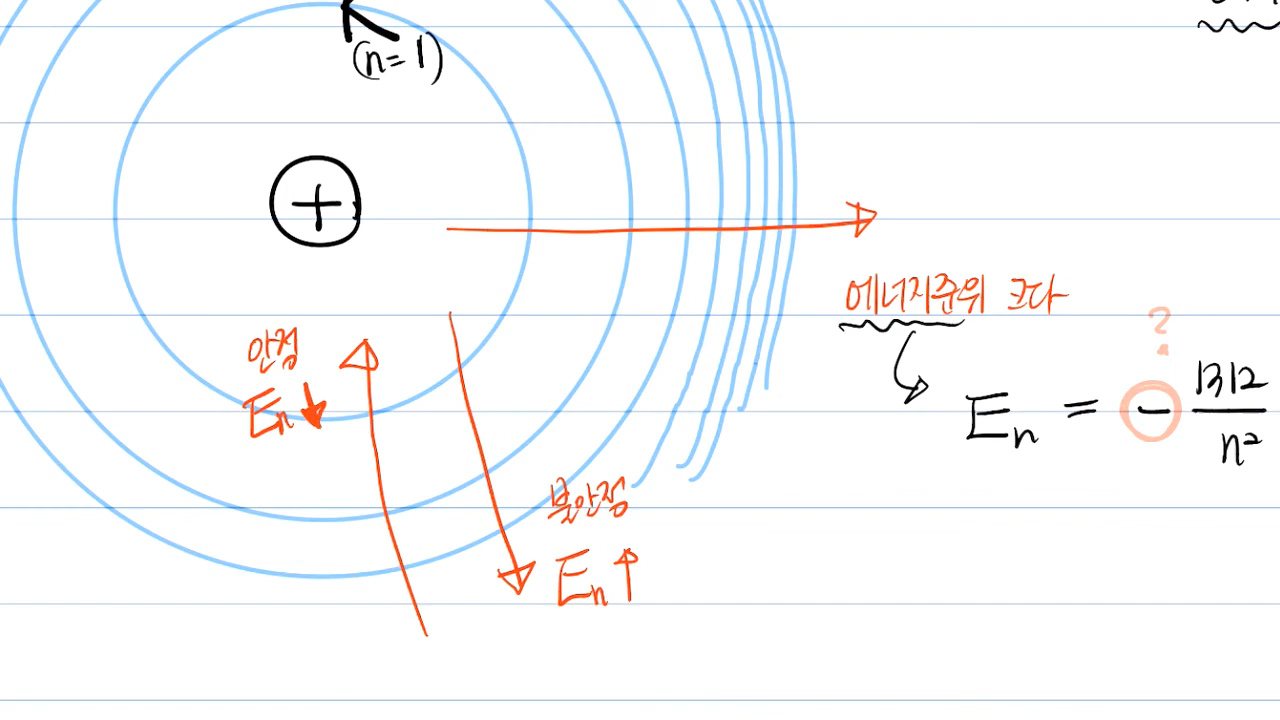 (n=1)
+
에너지준위 크다
?
En = - 1312/n²
안정
En ↓
불안정
En ↑